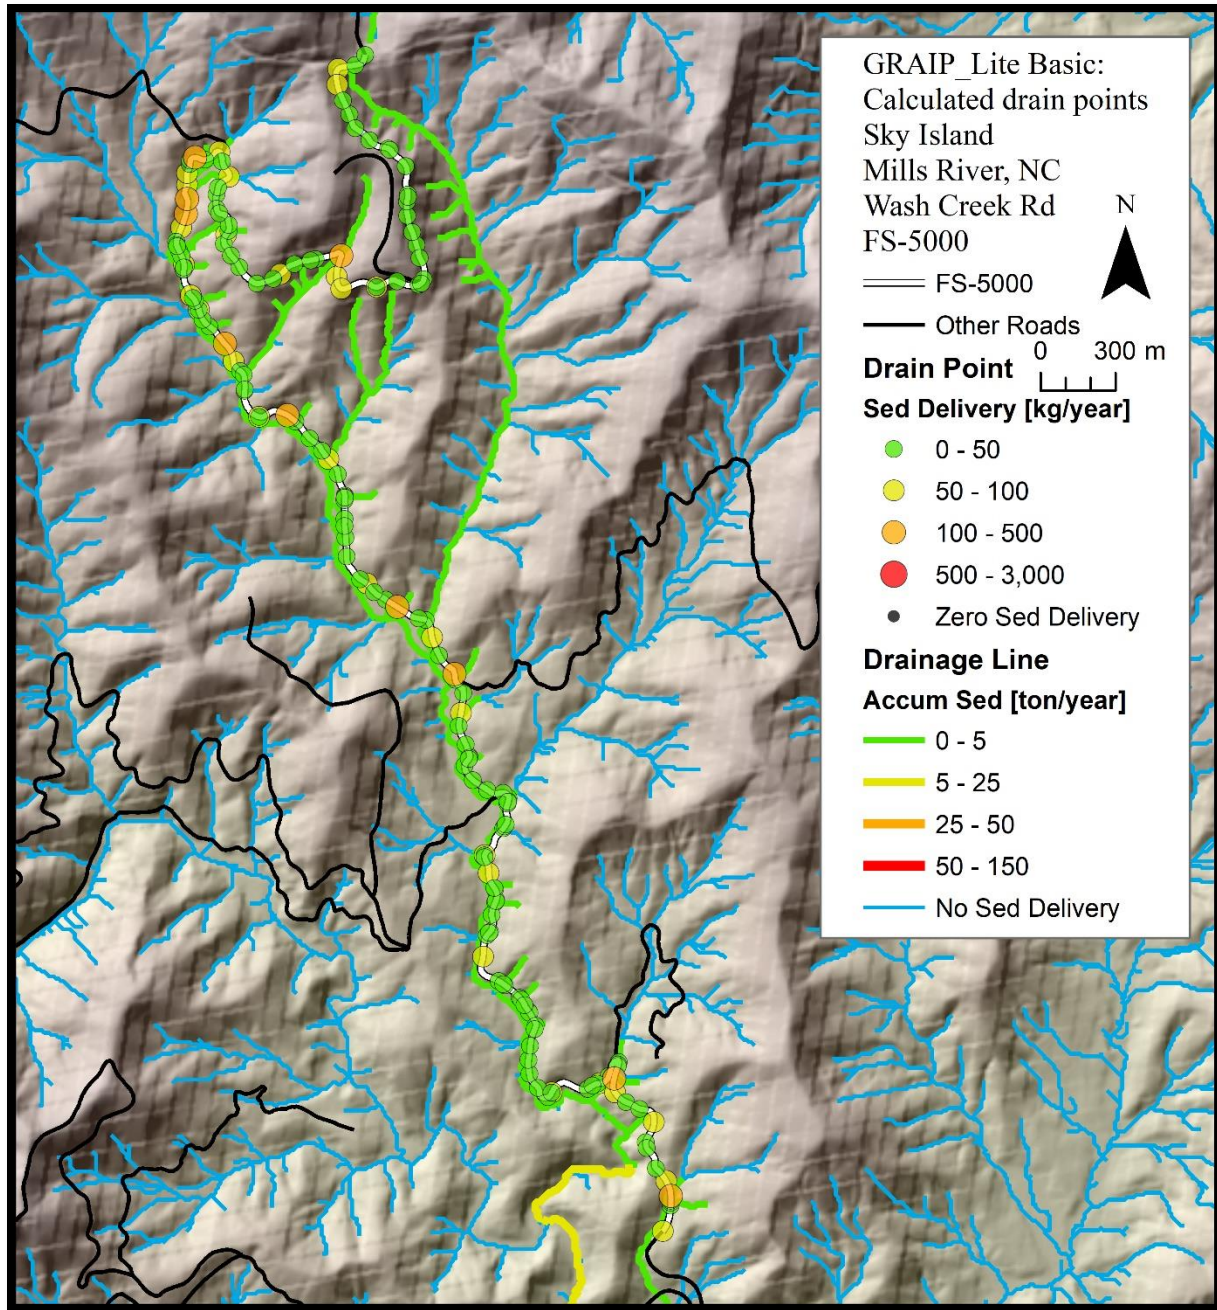 GRAIP_Lite Basic:
Calculated drain points
Sky Island
Mills River, NC
Wash Creek Rd
FS-5000
N
FS-5000
Other Roads
0 300 m
Drain Point
Sed Delivery [kg/year]
0 - 50
50 - 100
100 - 500
500 - 3,000
Zero Sed Delivery
Drainage Line
Accum Sed [ton/year]
0 - 5
5 - 25
25 - 50
50 - 150
No Sed Delivery